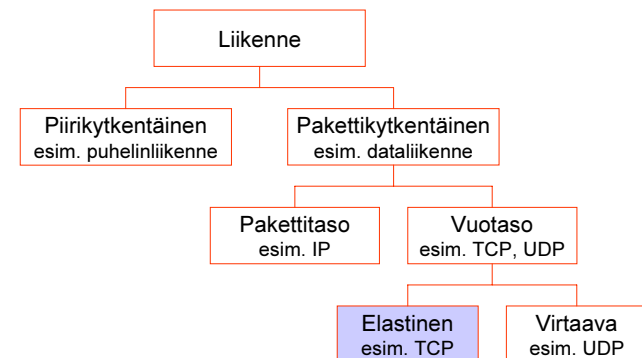 Liikenne
Piirikytkentäinen
esim. puhelinliikenne
Pakettikytkentäinen
esim. dataliikenne
Pakettitaso
esim. IP
Vuotaso
esim. TCP, UDP
Elastinen
esim. TCP
Virtaava
esim. UDP